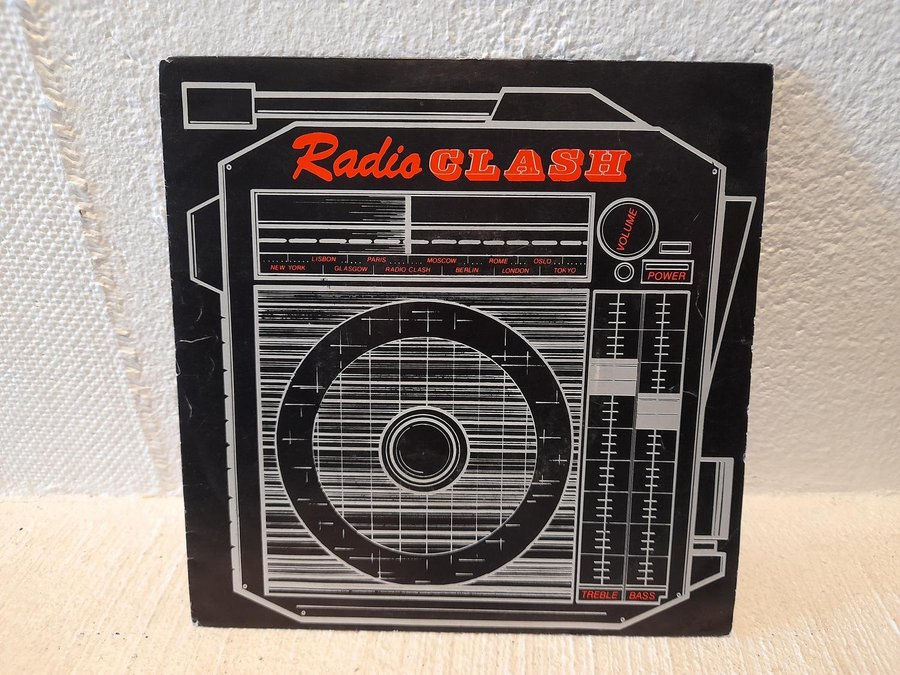 Radio CLASH
VOLUME
LISBON PARIS MOSCOW ROME OSLO
NEW YORK GLASGOW RADIO CLASH BERLIN LONDON TOKYO
POWER
TREBLE BASS